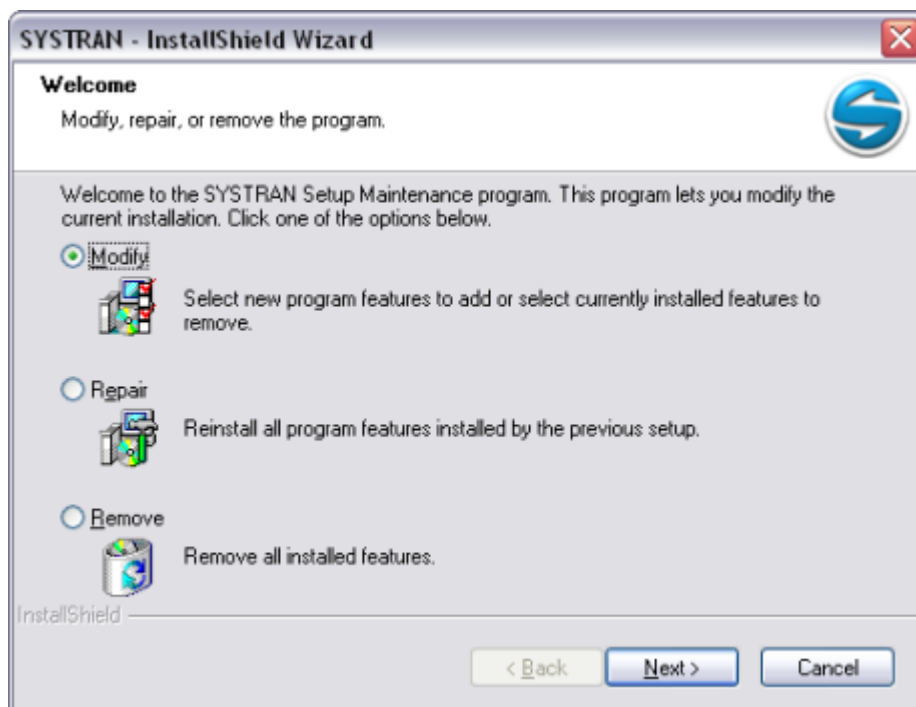 SYSTRAN - InstallShield Wizard
Welcome
Modify, repair, or remove the program.
Welcome to the SYSTRAN Setup Maintenance program. This program lets you modify the
current installation. Click one of the options below.
Modify
Select new program features to add or select currently installed features to
remove.
Repair
Reinstall all program features installed by the previous setup.
Remove
Remove all installed features.
InstallShield
< Back
Next >
Cancel